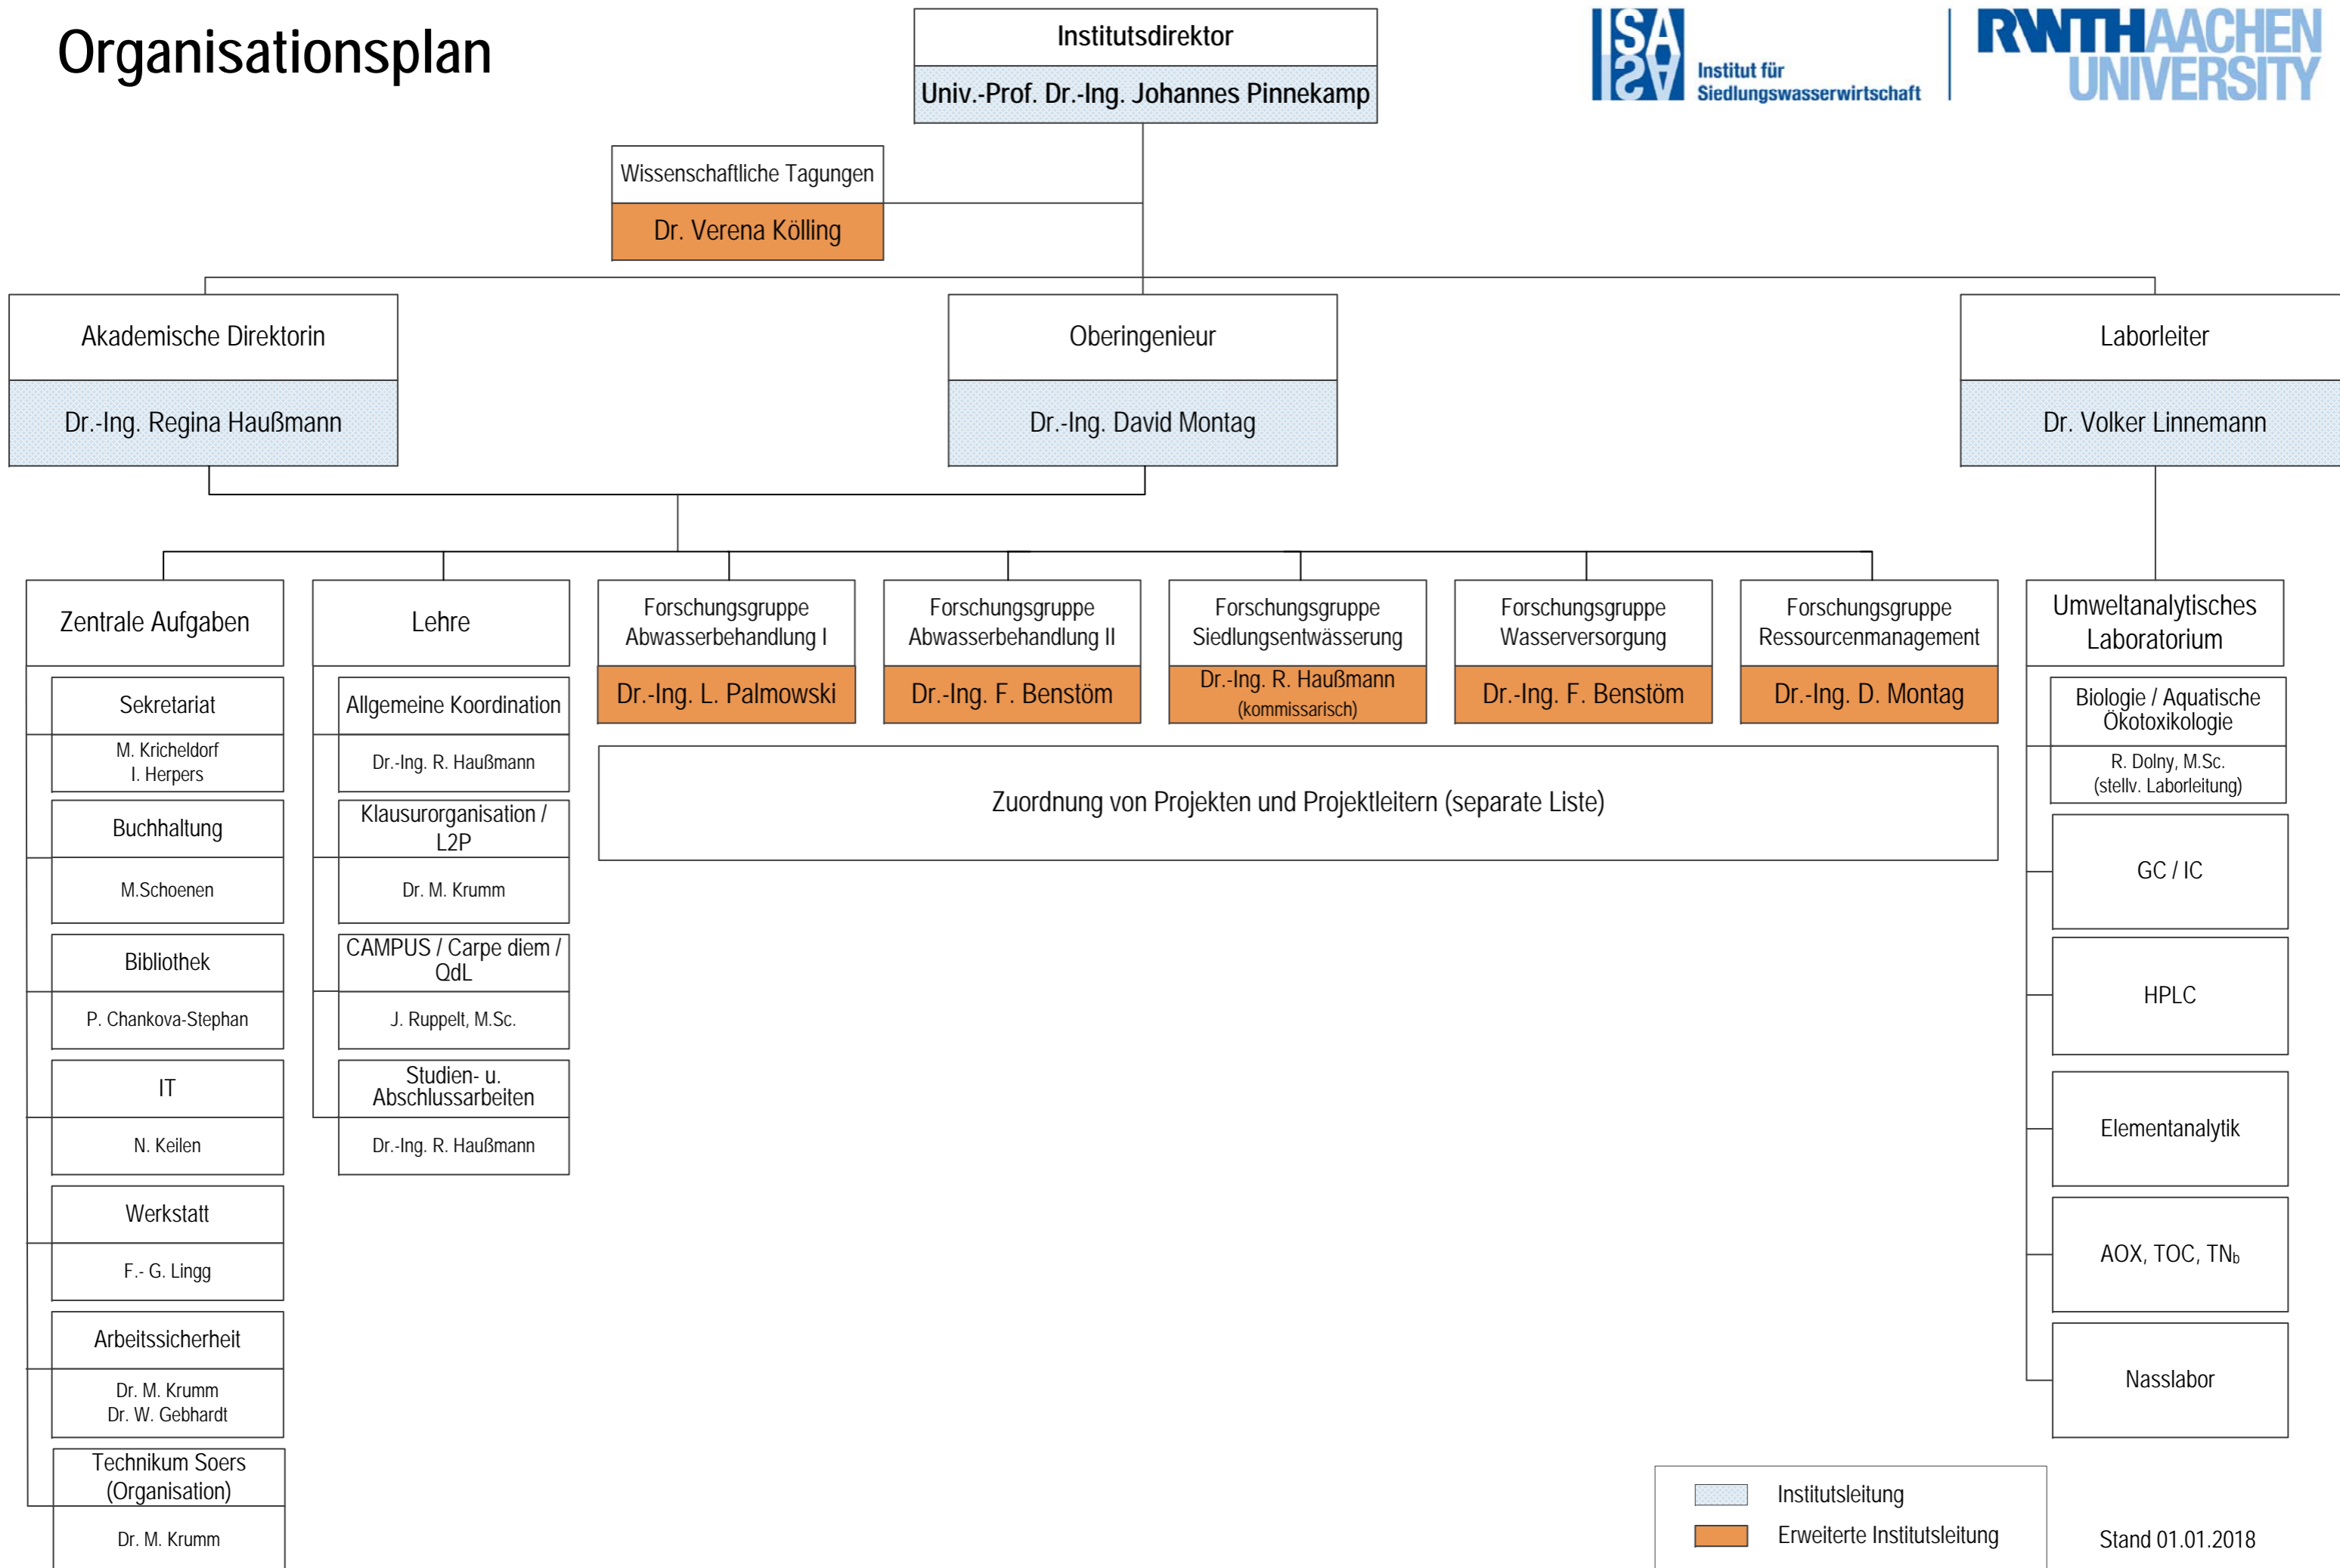 Organisationsplan
Institutsdirektor
Univ.-Prof. Dr.-Ing. Johannes Pinnekamp
ISA
ISA
Institut für
Siedlungswasserwirtschaft
RWTHAACHEN
UNIVERSITY
Wissenschaftliche Tagungen
Dr. Verena Kölling
Akademische Direktorin
Dr.-Ing. Regina Haußmann
Oberingenieur
Dr.-Ing. David Montag
Laborleiter
Dr. Volker Linnemann
Zentrale Aufgaben
Sekretariat
M. Kricheldorf
I. Herpers
Buchhaltung
M.Schoenen
Bibliothek
P. Chankova-Stephan
IT
N. Keilen
Werkstatt
F.- G. Lingg
Arbeitssicherheit
Dr. M. Krumm
Dr. W. Gebhardt
Technikum Soers
(Organisation)
Dr. M. Krumm
Lehre
Allgemeine Koordination
Dr.-Ing. R. Haußmann
Klausurorganisation /
L2P
Dr. M. Krumm
CAMPUS / Carpe diem /
QdL
J. Ruppelt, M.Sc.
Studien- u.
Abschlussarbeiten
Dr.-Ing. R. Haußmann
Forschungsgruppe
Abwasserbehandlung I
Dr.-Ing. L. Palmowski
Forschungsgruppe
Abwasserbehandlung II
Dr.-Ing. F. Benstöm
Forschungsgruppe
Siedlungsentwässerung
Dr.-Ing. R. Haußmann
(kommissarisch)
Forschungsgruppe
Wasserversorgung
Dr.-Ing. F. Benstöm
Forschungsgruppe
Ressourcenmanagement
Dr.-Ing. D. Montag
Zuordnung von Projekten und Projektleitern (separate Liste)
Umweltanalytisches
Laboratorium
Biologie / Aquatische
Ökotoxikologie
R. Dolny, M.Sc.
(stellv. Laborleitung)
GC / IC
HPLC
Elementanalytik
AOX, TOC, TNb
Nasslabor
Institutsleitung
Erweiterte Institutsleitung
Stand 01.01.2018